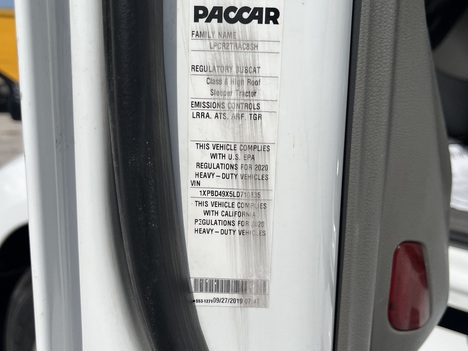 PACCAR
FAMILY NAME
REGULATORY SUBCAT
Class 8 High Roof
Sleeper Tractor
EMISSIONS CONTROLS
LRRA, ATS, ARF, TGR
THIS VEHICLE COMPLIES
WITH U.S. EPA
REGULATIONS FOR 2020
HEAVY-DUTY VEHICLES
VIN
THIS VEHICLE COMPLIES
WITH CALIFORNIA
REGULATIONS FOR 2020
HEAVY-DUTY VEHICLES
09/27/2019